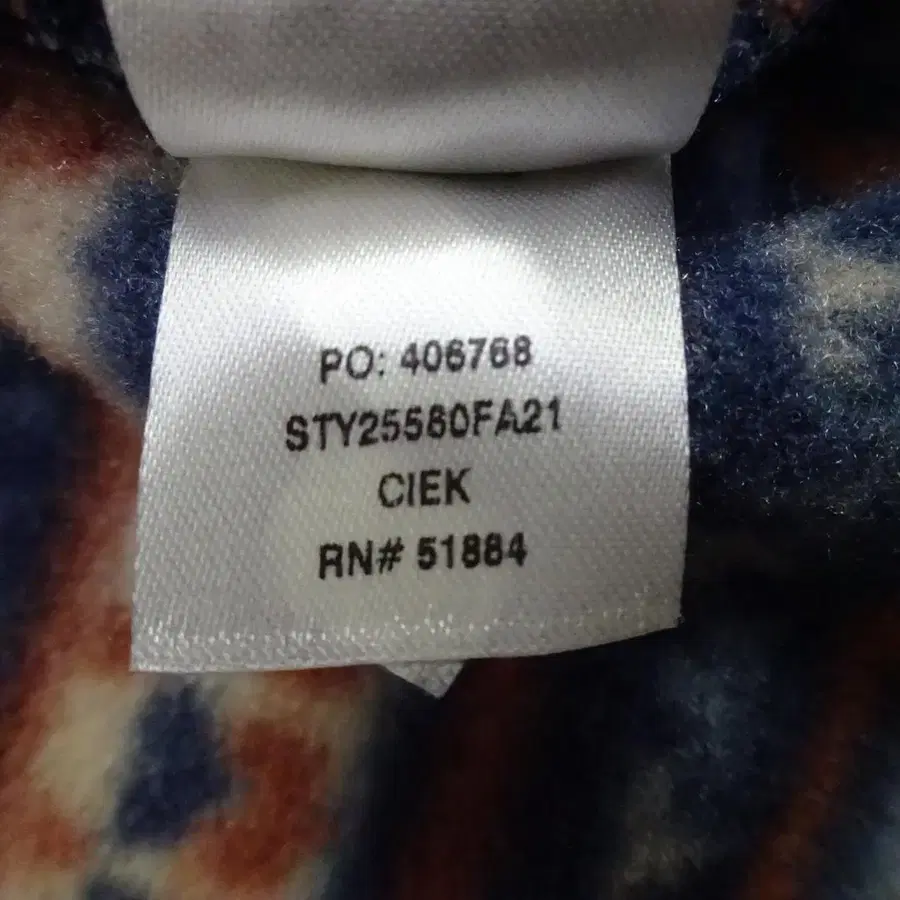 PO: 406768
STY25580FA21
CIEK
RN# 51884